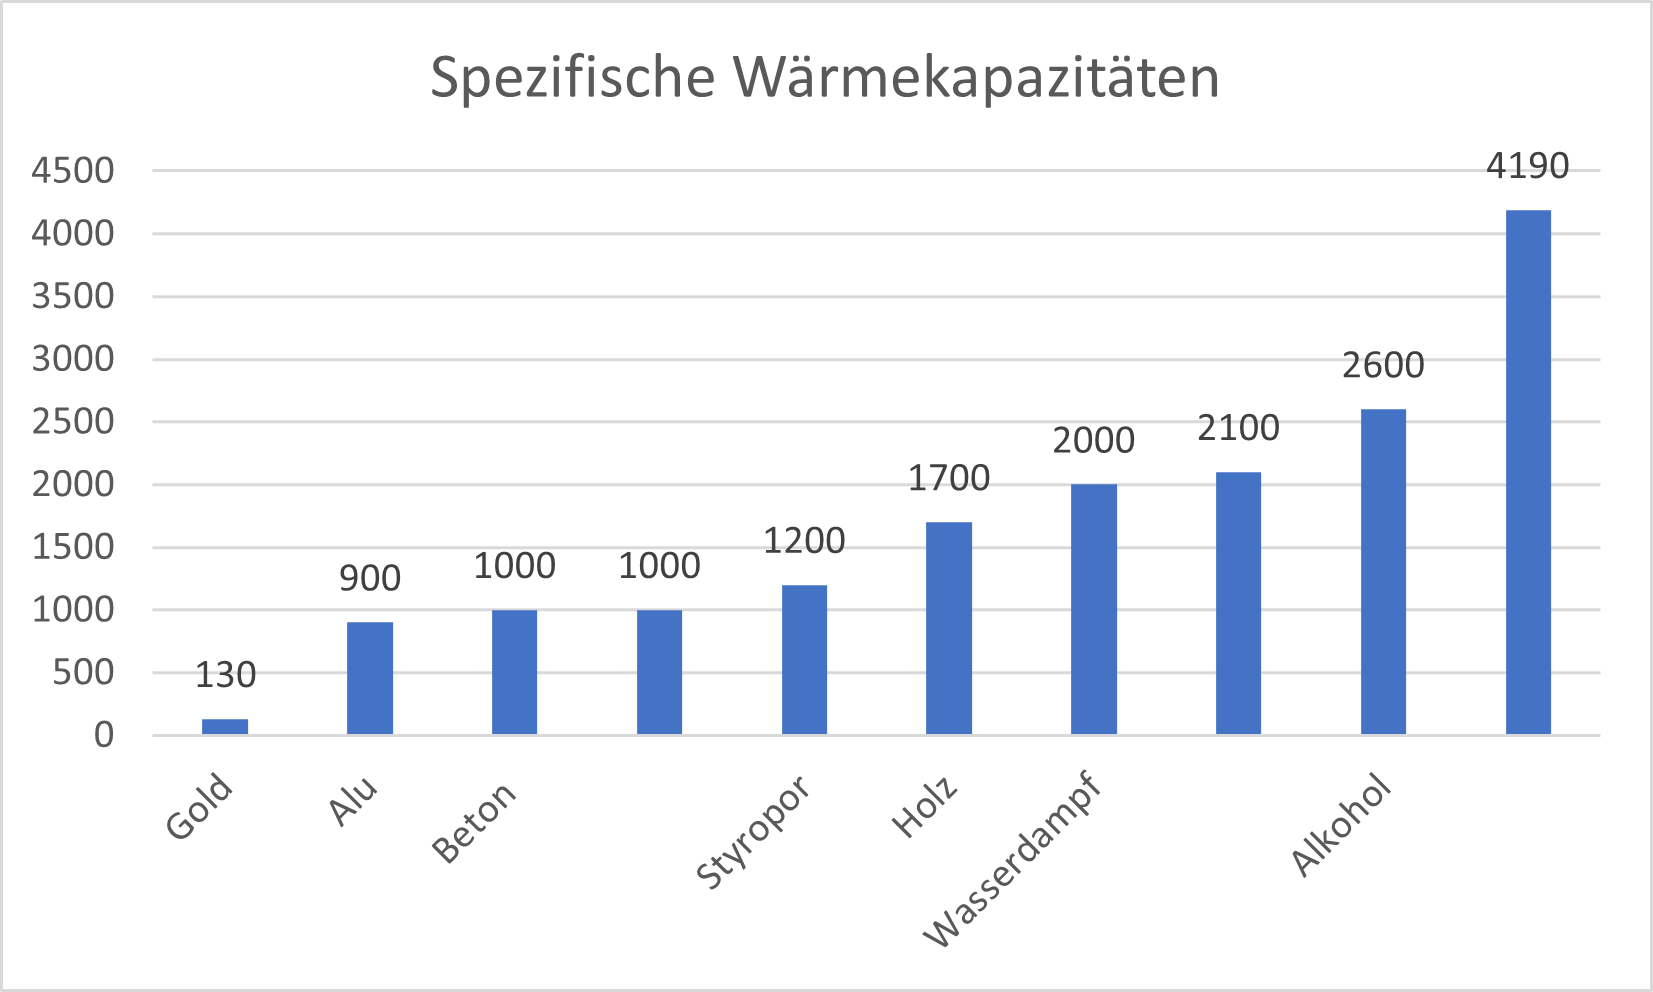 Spezifische Wärmekapazitäten
4500
4000
3500
3000
2500
2000
1500
1000
500
0
130
900
1000
1000
1200
1700
2000
2100
2600
4190
Gold
Alu
Beton
Styropor
Holz
Wasserdampf
Alkohol